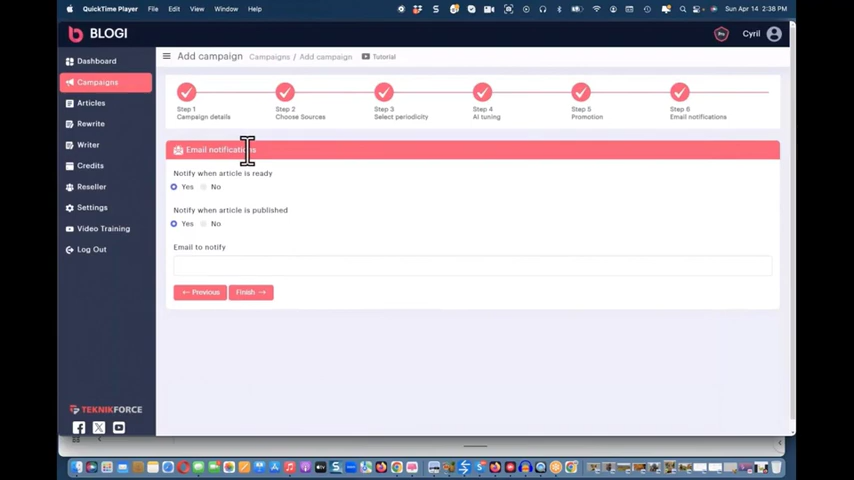 QuickTime Player File Edit View Window Help Sun Apr 14 2:38 PM
BLOGI Cyril
Add campaign Campaigns / Add campaign Tutorial
Dashboard
Campaigns
Articles
Rewrite
Writer
Credits
Reseller
Settings
Video Training
Log Out
Step 1 Step 2 Step 3 Step 4 Step 5 Step 6
Campaign details Choose Sources Select periodicity AI tuning Promotion Email notifications
Email notifications
Notify when article is ready
Yes No
Notify when article is published
Yes No
Email to notify
← Previous Finish →
TEKNIKFORCE